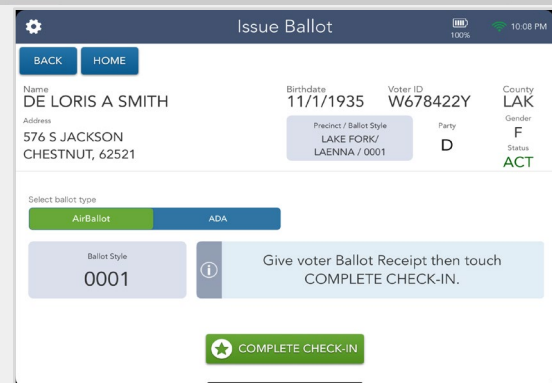 Issue Ballot
100%
10:08 PM
BACK
HOME
Name
DE LORIS A SMITH
Birthdate
11/1/1935
Voter ID
W678422Y
County
LAK
Address
576 S JACKSON
CHESTNUT, 62521
Precinct / Ballot Style
LAKE FORK/
LAENNA / 0001
Party
D
Gender
F
Status
ACT
Select ballot type
AirBallot
ADA
Ballot Style
0001
Give voter Ballot Receipt then touch
COMPLETE CHECK-IN.
COMPLETE CHECK-IN